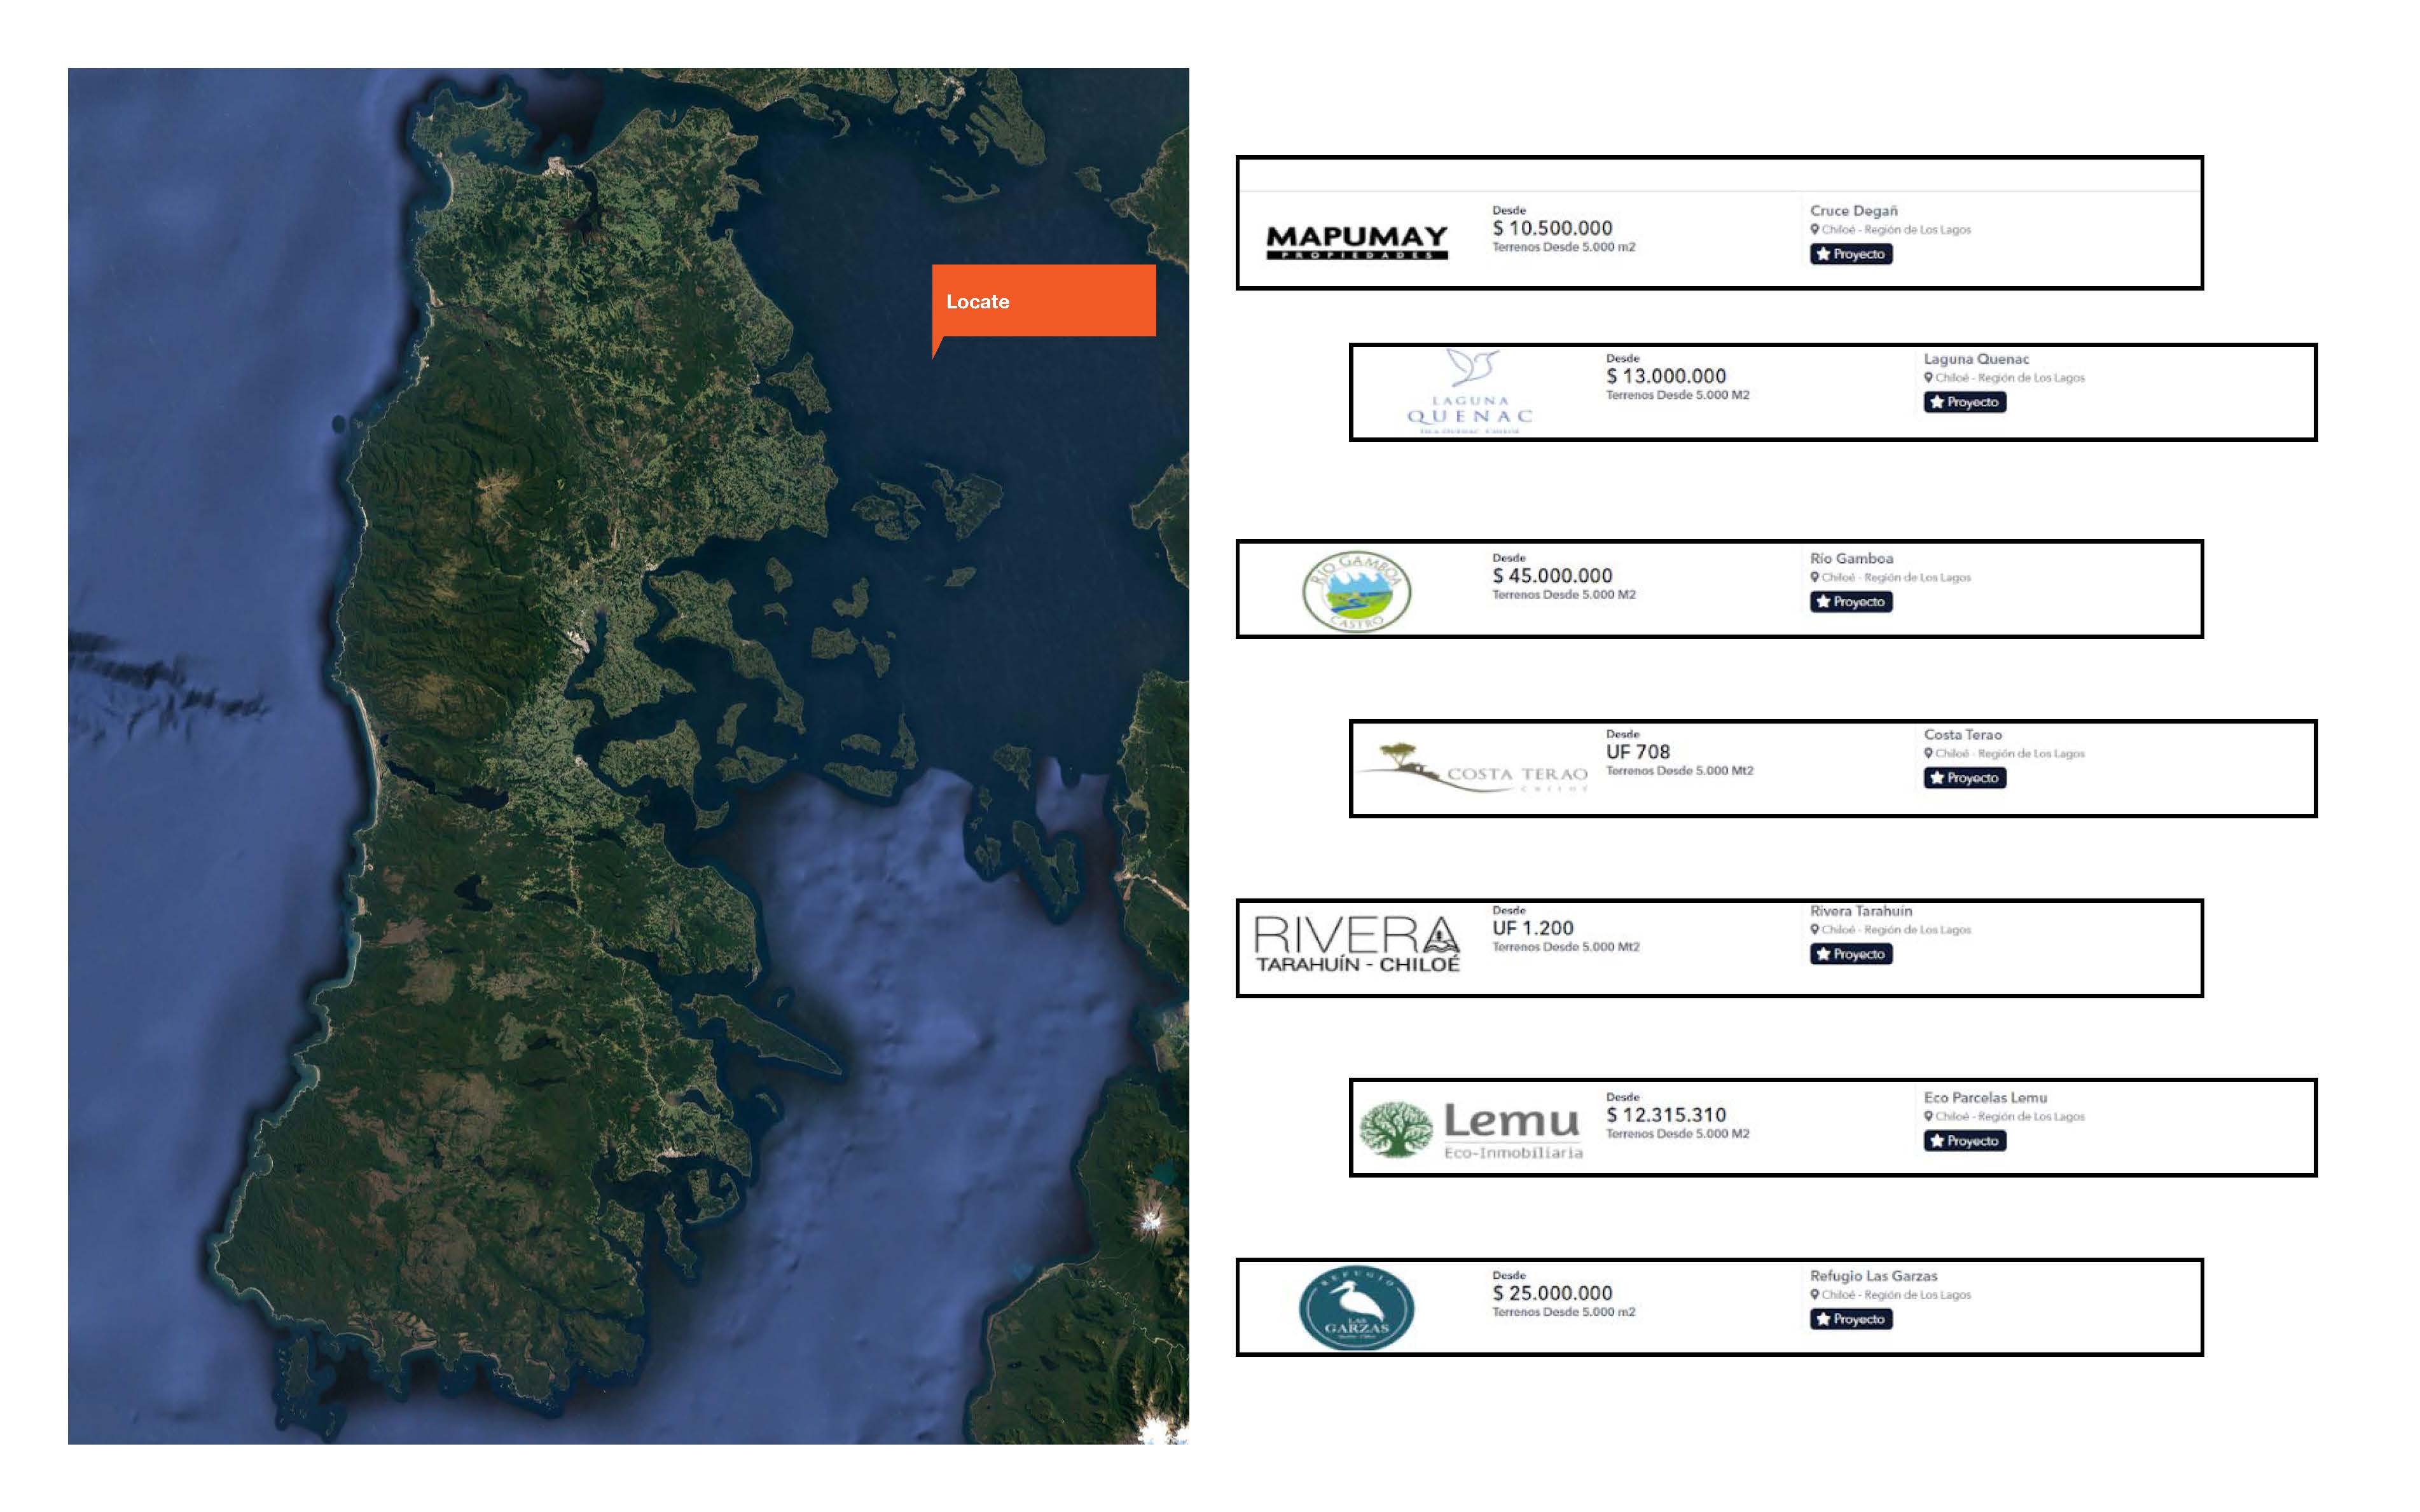 Locate
MAPUMAY
PROPIEDADES
Desde
$ 10.500.000
Terrenos Desde 5.000 m2
Cruce Degañ
Chiloé - Región de Los Lagos
Proyecto
LAGUNA
QUENAC
Desde
$ 13.000.000
Terrenos Desde 5.000 M2
Laguna Quenac
Chiloé - Región de Los Lagos
Proyecto
RÍO GAMBOA
CASTRO
Desde
$ 45.000.000
Terrenos Desde 5.000 M2
Río Gamboa
Chiloé - Región de Los Lagos
Proyecto
COSTA TERAO
CHILOÉ
Desde
UF 708
Terrenos Desde 5.000 Mt2
Costa Terao
Chiloé - Región de Los Lagos
Proyecto
RIVERA
TARAHUÍN - CHILOÉ
Desde
UF 1.200
Terrenos Desde 5.000 Mt2
Rivera Tarahuín
Chiloé - Región de Los Lagos
Proyecto
Lemu
Eco-Inmobiliaria
Desde
$ 12.315.310
Terrenos Desde 5.000 M2
Eco Parcelas Lemu
Chiloé - Región de Los Lagos
Proyecto
REFUGIO
LAS
GARZAS
Desde
$ 25.000.000
Terrenos Desde 5.000 m2
Refugio Las Garzas
Chiloé - Región de Los Lagos
Proyecto